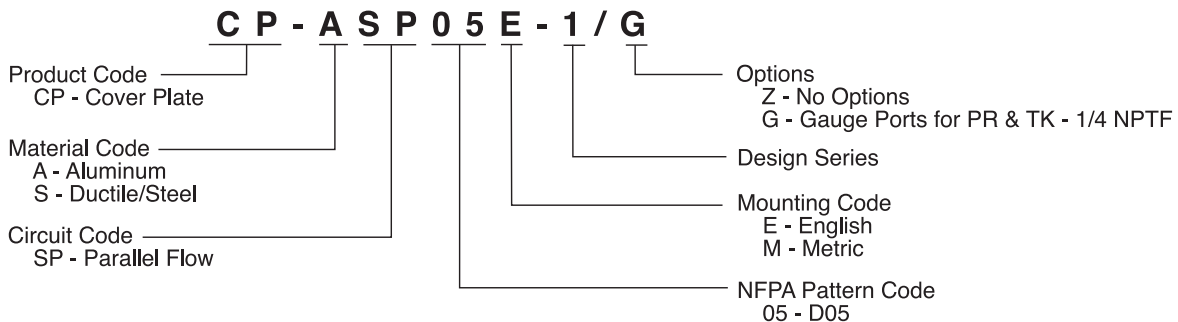 CP-ASP05E-1/G
Product Code
CP - Cover Plate
Material Code
A - Aluminum
S - Ductile/Steel
Circuit Code
SP - Parallel Flow
Options
Z - No Options
G - Gauge Ports for PR & TK - 1/4 NPTF
Design Series
Mounting Code
E - English
M - Metric
NFPA Pattern Code
05 - D05